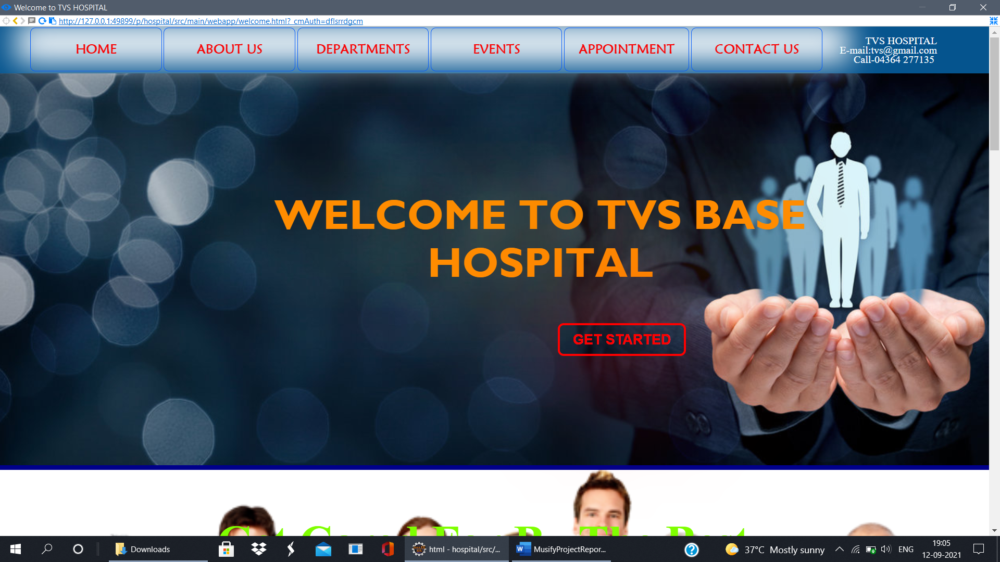 Welcome to TVS HOSPITAL
http://127.0.0.1:49899/p/hospital/src/main/webapp/welcome.html?_cmAuth=dflsrrdgcm
HOME
ABOUT US
DEPARTMENTS
EVENTS
APPOINTMENT
CONTACT US
TVS HOSPITAL
E-mail:tvs@gmail.com
Call-04364 277135
WELCOME TO TVS BASE
HOSPITAL
GET STARTED
Downloads
html - hospital/src/...
MusifyProjectRepor...
37°C Mostly sunny
ENG
19:05
12-09-2021